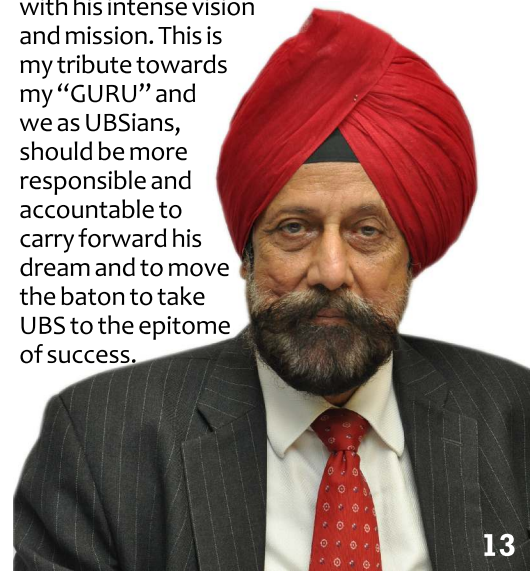 with his intense vision
and mission. This is
my tribute towards
my “GURU” and
we as UBSians,
should be more
responsible and
accountable to
carry forward his
dream and to move
the baton to take
UBS to the epitome
of success.
13